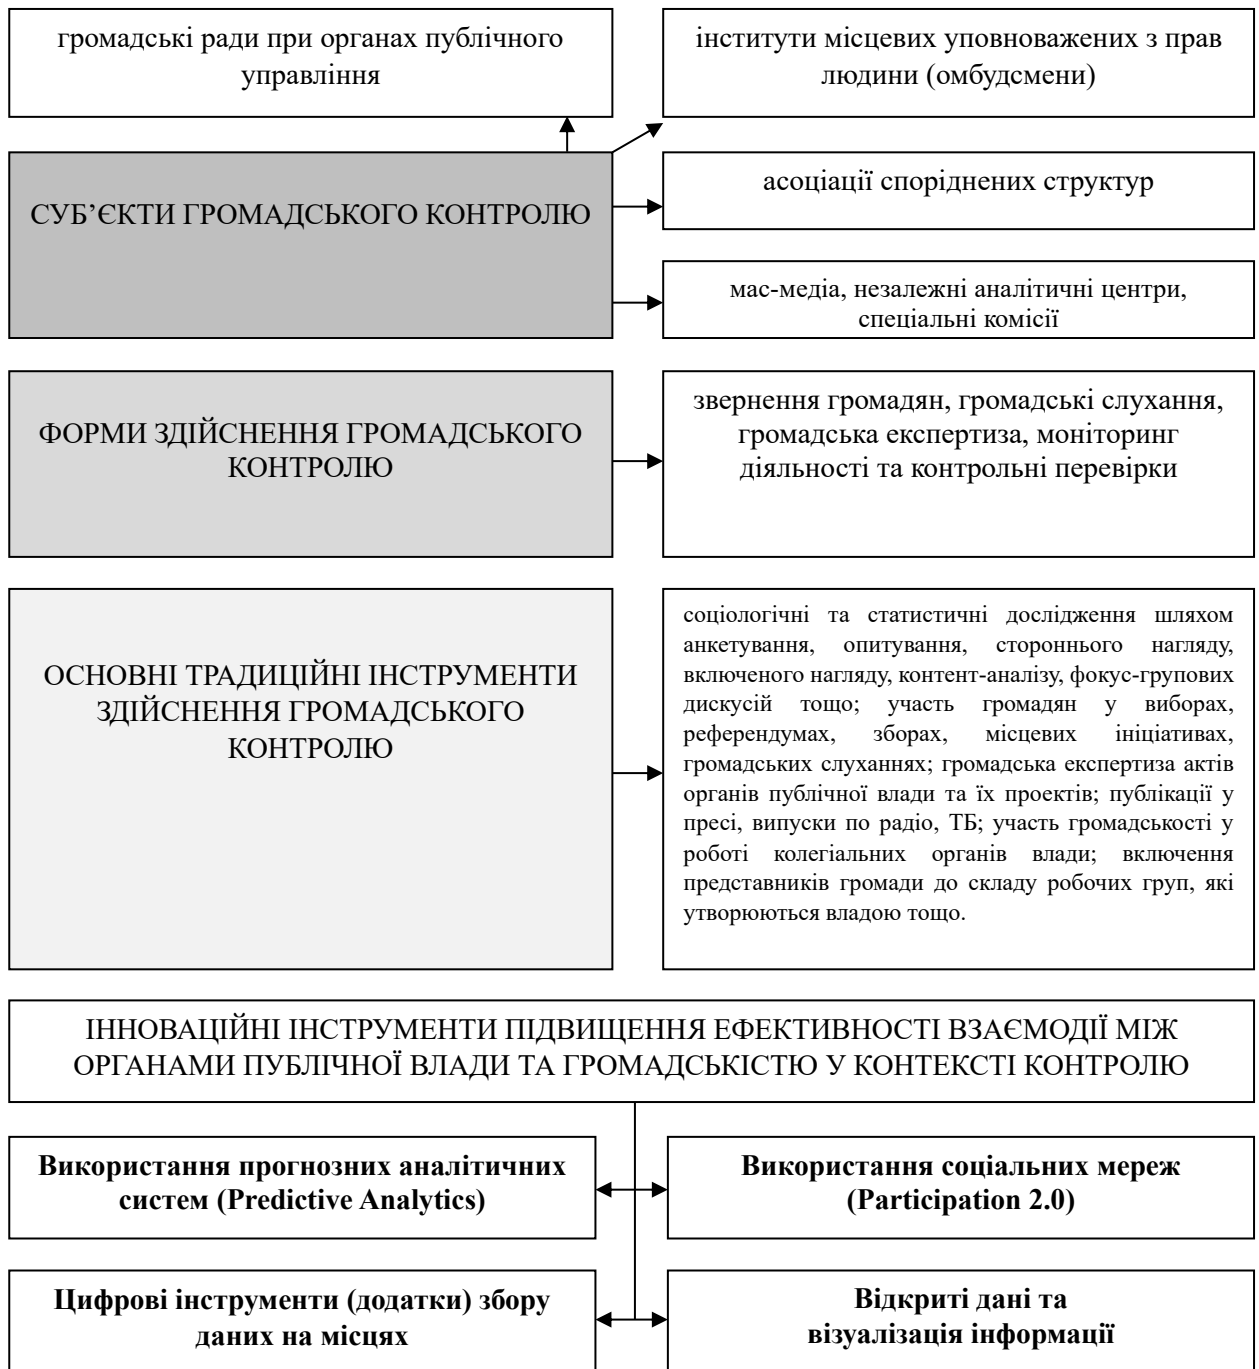 громадські ради при органах публічного
управління
інститути місцевих уповноважених з прав
людини (омбудсмени)
СУБ’ЄКТИ ГРОМАДСЬКОГО КОНТРОЛЮ
асоціації споріднених структур
мас-медіа, незалежні аналітичні центри,
спеціальні комісії
ФОРМИ ЗДІЙСНЕННЯ ГРОМАДСЬКОГО
КОНТРОЛЮ
звернення громадян, громадські слухання,
громадська експертиза, моніторинг
діяльності та контрольні перевірки
ОСНОВНІ ТРАДИЦІЙНІ ІНСТРУМЕНТИ
ЗДІЙСНЕННЯ ГРОМАДСЬКОГО
КОНТРОЛЮ
соціологічні та статистичні дослідження шляхом
анкетування, опитування, стороннього нагляду,
включеного нагляду, контент-аналізу, фокус-групових
дискусій тощо; участь громадян у виборах,
референдумах, зборах, місцевих ініціативах,
громадських слуханнях; громадська експертиза актів
органів публічної влади та їх проектів; публікації у
пресі, випуски по радіо, ТБ; участь громадськості у
роботі колегіальних органів влади; включення
представників громади до складу робочих груп, які
утворюються владою тощо.
ІННОВАЦІЙНІ ІНСТРУМЕНТИ ПІДВИЩЕННЯ ЕФЕКТИВНОСТІ ВЗАЄМОДІЇ МІЖ
ОРГАНАМИ ПУБЛІЧНОЇ ВЛАДИ ТА ГРОМАДСЬКІСТЮ У КОНТЕКСТІ КОНТРОЛЮ
Використання прогнозних аналітичних
систем (Predictive Analytics)
Використання соціальних мереж
(Participation 2.0)
Цифрові інструменти (додатки) збору
даних на місцях
Відкриті дані та
візуалізація інформації